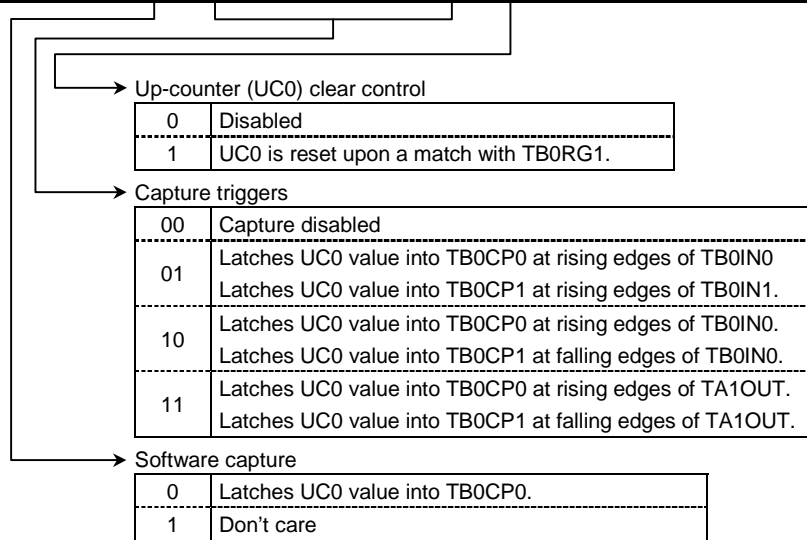 Up-counter (UC0) clear control
0 Disabled
1 UC0 is reset upon a match with TB0RG1.
Capture triggers
00 Capture disabled
01 Latches UC0 value into TB0CP0 at rising edges of TB0IN0
Latches UC0 value into TB0CP1 at rising edges of TB0IN1.
10 Latches UC0 value into TB0CP0 at rising edges of TB0IN0.
Latches UC0 value into TB0CP1 at falling edges of TB0IN0.
11 Latches UC0 value into TB0CP0 at rising edges of TA1OUT.
Latches UC0 value into TB0CP1 at falling edges of TA1OUT.
Software capture
0 Latches UC0 value into TB0CP0.
1 Don't care